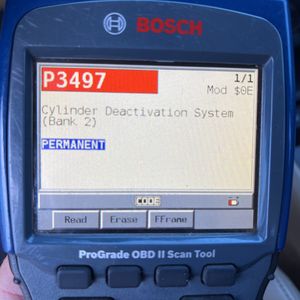 BOSCH
P3497
1/1
Mod $0E
Cylinder Deactivation System
(Bank 2)
PERMANENT
CODE
Read Erase FFrame
ProGrade OBD II Scan Tool